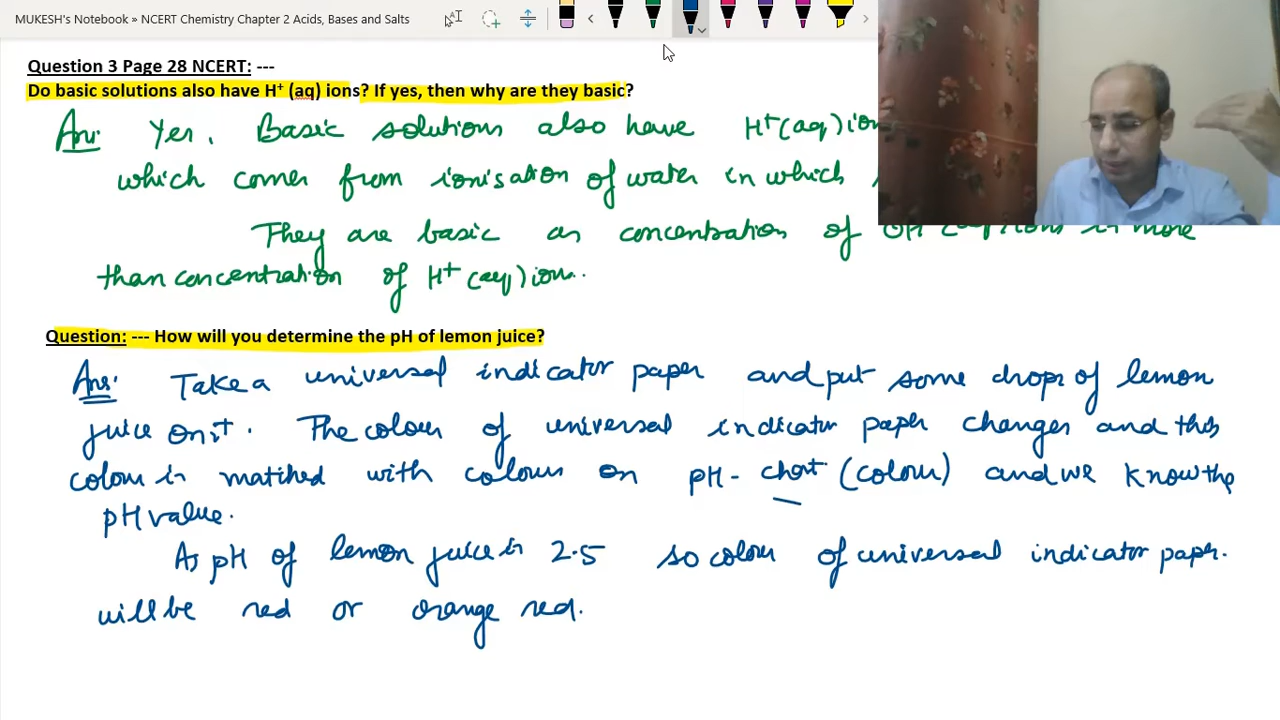 MUKESH's Notebook » NCERT Chemistry Chapter 2 Acids, Bases and Salts
Question 3 Page 28 NCERT: ---
Do basic solutions also have H⁺ (aq) ions? If yes, then why are they basic?
Ans: Yes, Basic solutions also have H⁺(aq) ion
which comes from ionisation of water in which
They are basic as concentration of OH (aq) ions is more
than concentration of H⁺ (aq) ion.
Question: --- How will you determine the pH of lemon juice?
Ans: Take a universal indicator paper and put some drops of lemon
juice on it. The colour of universal indicator paper changes and this
colour is matched with colours on pH- chart (colour) and we know the
pH value.
As pH of lemon juice is 2.5 so colour of universal indicator paper
will be red or orange red.